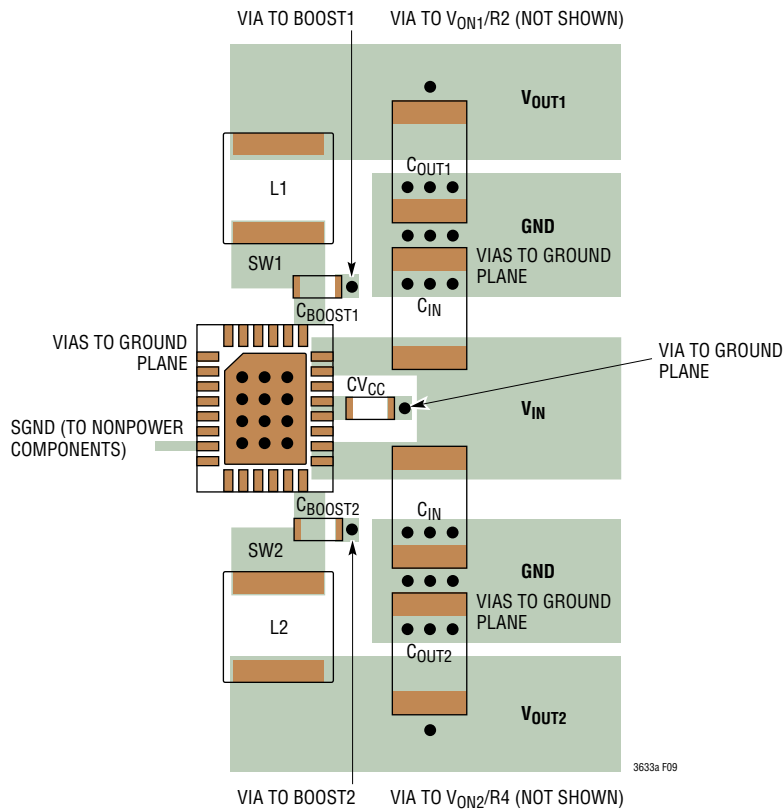 VIA TO BOOST1
VIA TO VON1/R2 (NOT SHOWN)
VOUT1
COUT1
L1
GND
SW1
VIAS TO GROUND
PLANE
CBOOST1
CIN
VIAS TO GROUND
PLANE
VIA TO GROUND
PLANE
CVCC
VIN
SGND (TO NONPOWER
COMPONENTS)
CBOOST2
CIN
SW2
GND
VIAS TO GROUND
PLANE
L2
COUT2
VOUT2
3633a F09
VIA TO BOOST2
VIA TO VON2/R4 (NOT SHOWN)